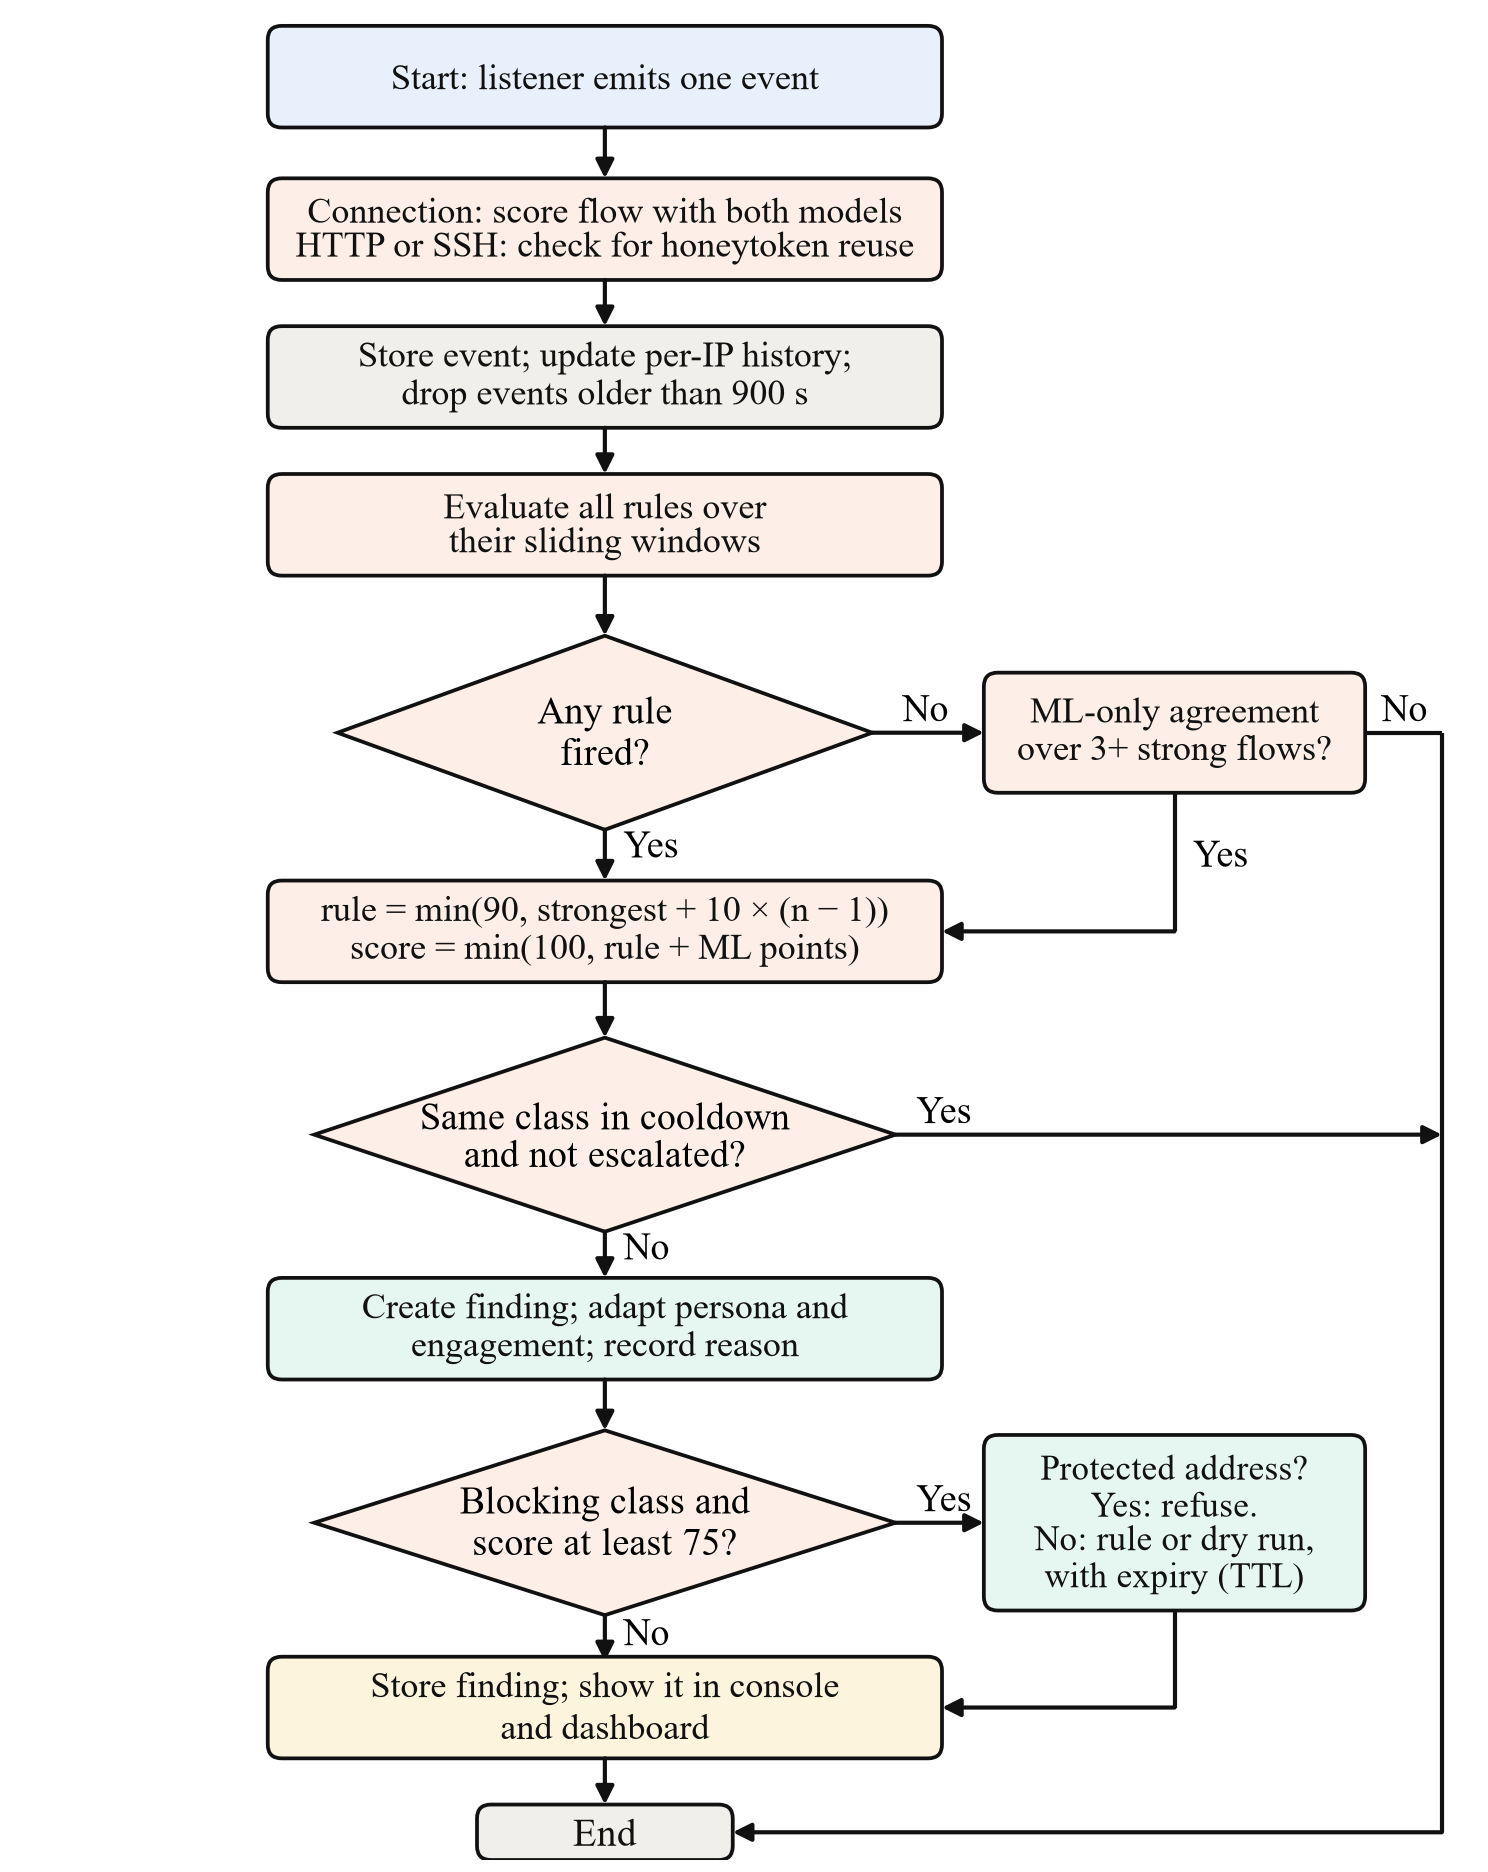 Start: listener emits one event
Connection: score flow with both models
HTTP or SSH: check for honeytoken reuse
Store event; update per-IP history;
drop events older than 900 s
Evaluate all rules over
their sliding windows
Any rule
fired?
No
ML-only agreement
over 3+ strong flows?
No
Yes
Yes
rule = min(90, strongest + 10 × (n − 1))
score = min(100, rule + ML points)
Same class in cooldown
and not escalated?
Yes
No
Create finding; adapt persona and
engagement; record reason
Blocking class and
score at least 75?
Yes
Protected address?
Yes: refuse.
No: rule or dry run,
with expiry (TTL)
No
Store finding; show it in console
and dashboard
End